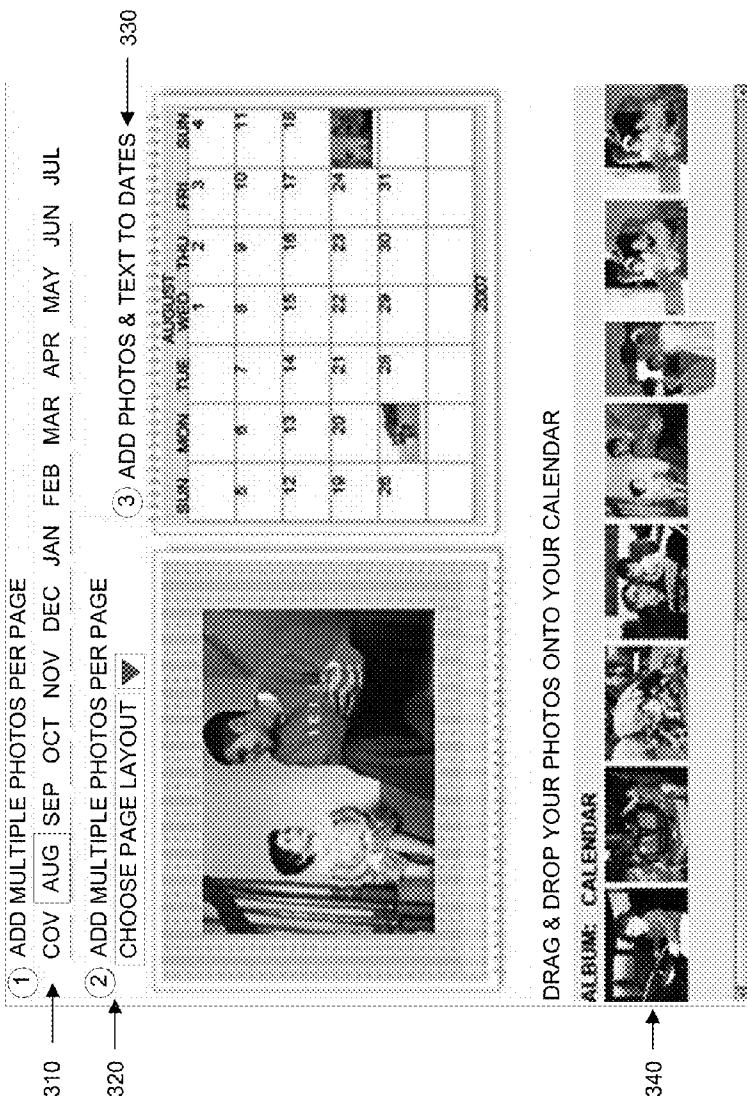 1 ADD MULTIPLE PHOTOS PER PAGE
310
COV AUG SEP OCT NOV DEC JAN FEB MAR APR MAY JUN JUL
320
2 ADD MULTIPLE PHOTOS PER PAGE
CHOOSE PAGE LAYOUT
3 ADD PHOTOS & TEXT TO DATES
330
AUGUST
SUN MON TUE WED THU FRI SUN
1 2 3 4
5 6 7 8 9 10 11
12 13 14 15 16 17 18
19 20 21 22 23 24
26 28 29 30 31
2007
DRAG & DROP YOUR PHOTOS ONTO YOUR CALENDAR
ALBUM: CALENDAR
340